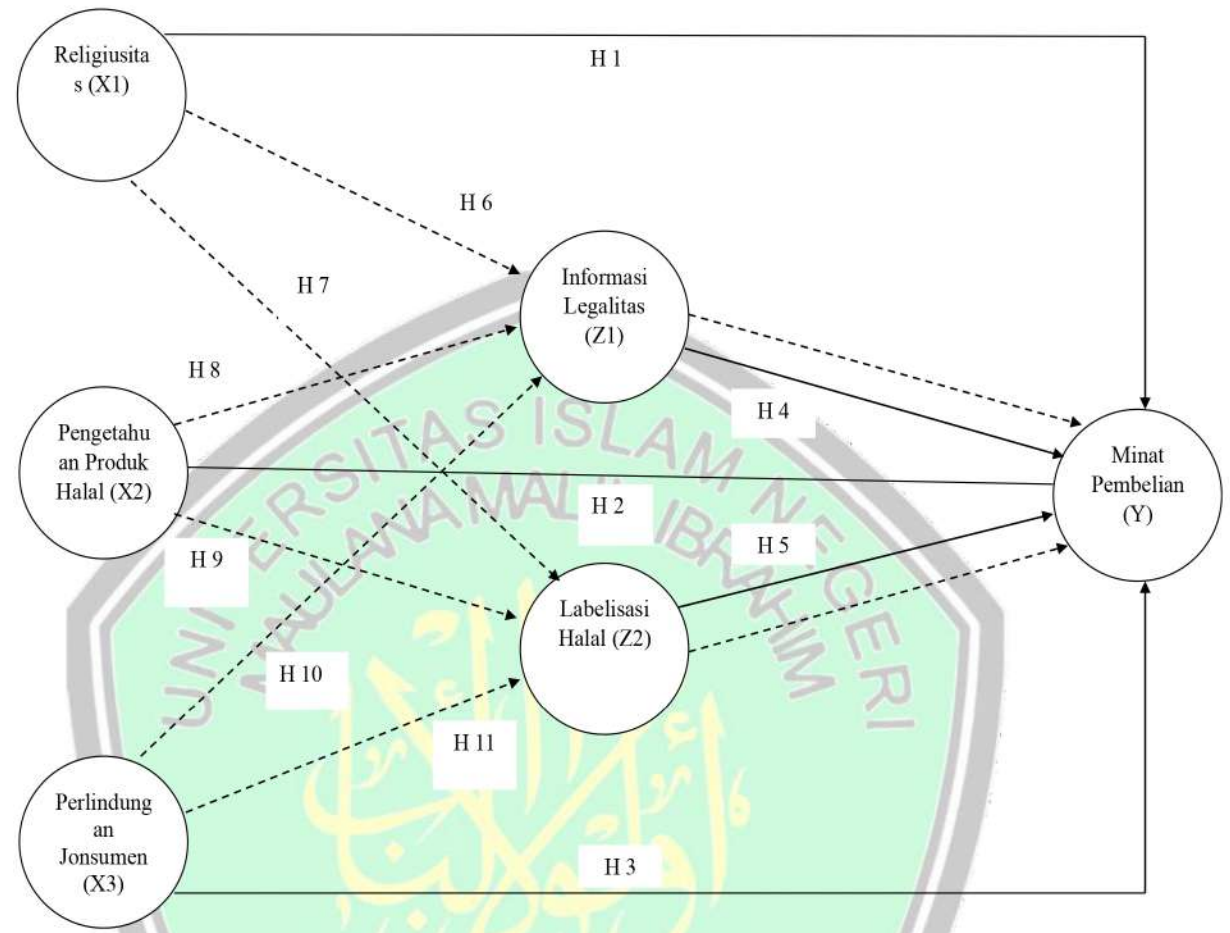 Religiusita
s (X1)
H 1
H 6
H 7
Informasi
Legalitas
(Z1)
H 8
H 4
Pengetahu
an Produk
Halal (X2)
Minat
Pembelian
(Y)
H 2
H 5
H 9
Labelisasi
Halal (Z2)
H 10
H 11
Perlindung
an
Jonsumen
(X3)
H 3
UNIVERSITAS ISLAM NEGERI
MAULANA MALIK IBRAHIM